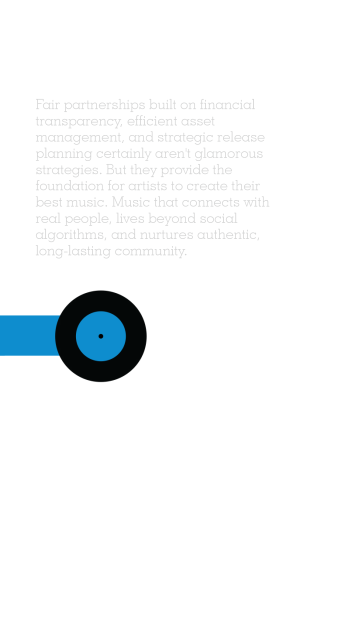 Fair partnerships built on financial
transparency, efficient asset
management, and strategic release
planning certainly aren't glamorous
strategies. But they provide the
foundation for artists to create their
best music. Music that connects with
real people, lives beyond social
algorithms, and nurtures authentic,
long-lasting community.